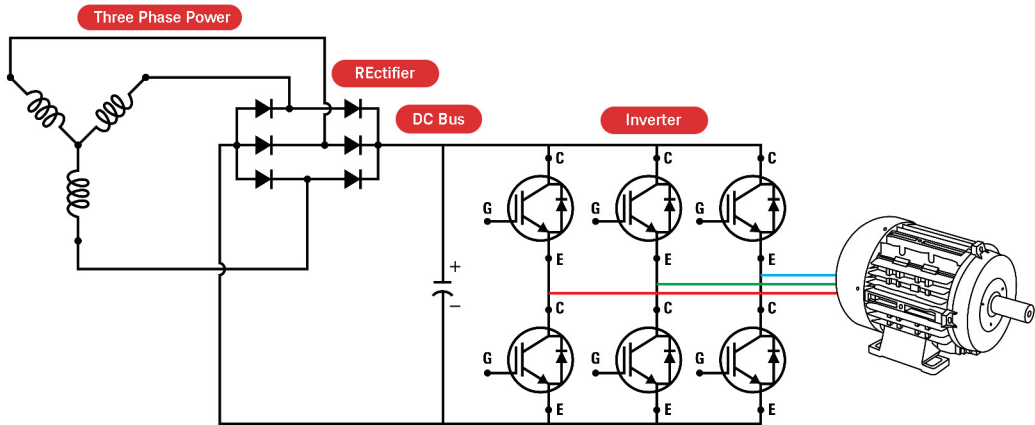 Three Phase Power
REctifier
DC Bus
Inverter
C C C
G G G
E E E
+
−
C C C
G G G
E E E